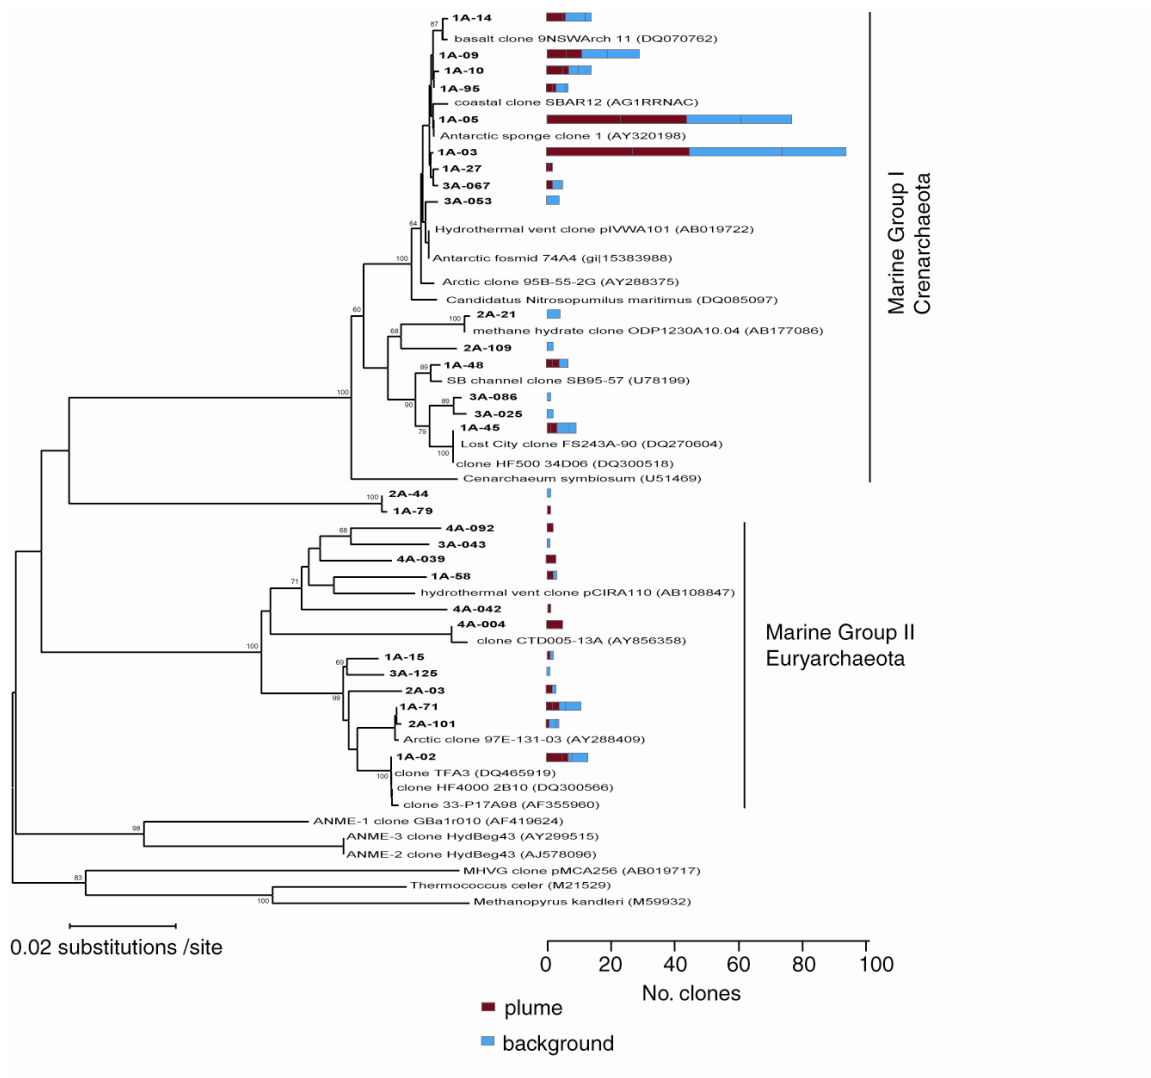 87
1A-14
basalt clone 9NSWArch 11 (DQ070762)
1A-09
1A-10
1A-95
coastal clone SBAR12 (AG1RRNAC)
1A-05
Antarctic sponge clone 1 (AY320198)
1A-03
1A-27
3A-067
3A-053
64
Hydrothermal vent clone pIVWA101 (AB019722)
100
Antarctic fosmid 74A4 (gi|15383988)
Arctic clone 95B-55-2G (AY288375)
Candidatus Nitrosopumilus maritimus (DQ085097)
Marine Group I
Crenarchaeota
60
100
2A-21
methane hydrate clone ODP1230A10.04 (AB177086)
68
2A-109
89
1A-48
SB channel clone SB95-57 (U78199)
100
90
89
3A-086
3A-025
79
1A-45
Lost City clone FS243A-90 (DQ270604)
100
clone HF500 34D06 (DQ300518)
Cenarchaeum symbiosum (U51469)
100
2A-44
1A-79
68
4A-092
3A-043
4A-039
71
1A-58
hydrothermal vent clone pCIRA110 (AB108847)
4A-042
4A-004
clone CTD005-13A (AY856358)
100
Marine Group II
Euryarchaeota
69
1A-15
3A-125
99
2A-03
1A-71
2A-101
Arctic clone 97E-131-03 (AY288409)
1A-02
100
clone TFA3 (DQ465919)
clone HF4000 2B10 (DQ300566)
clone 33-P17A98 (AF355960)
98
ANME-1 clone GBa1r010 (AF419624)
ANME-3 clone HydBeg43 (AY299515)
ANME-2 clone HydBeg43 (AJ578096)
83
MHVG clone pMCA256 (AB019717)
Thermococcus celer (M21529)
100
Methanopyrus kandleri (M59932)
0.02 substitutions /site
0 20 40 60 80 100
No. clones
plume
background